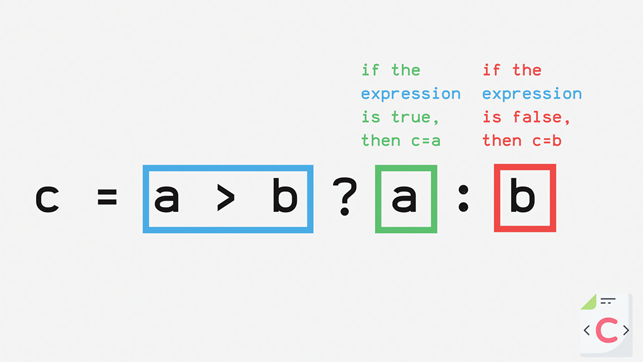 if the
expression
is true,
then c=a
if the
expression
is false,
then c=b
c = a > b ? a : b
<C>